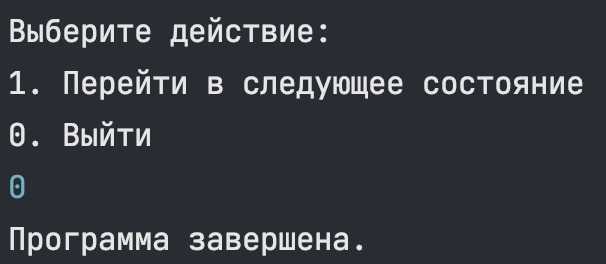 Выберите действие:
1. Перейти в следующее состояние
0. Выйти
0
Программа завершена.